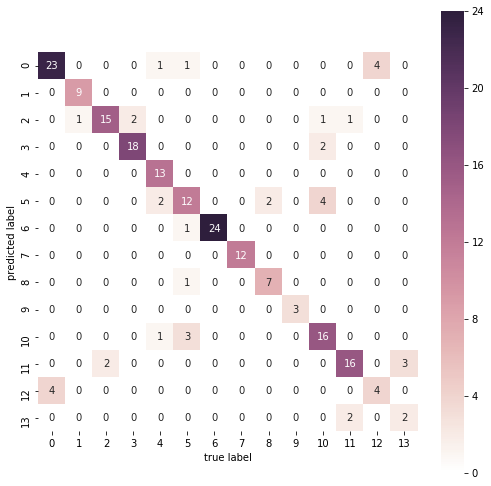 24
0 23 0 0 0 1 1 0 0 0 0 0 0 4 0
1 0 9 0 0 0 0 0 0 0 0 0 0 0 0
20
2 0 1 15 2 0 0 0 0 0 0 1 1 0 0
3 0 0 0 18 0 0 0 0 0 0 2 0 0 0
4 0 0 0 0 13 0 0 0 0 0 0 0 0 0
16
5 0 0 0 0 2 12 0 0 2 0 4 0 0 0
6 0 0 0 0 0 1 24 0 0 0 0 0 0 0
12
predicted label
7 0 0 0 0 0 0 0 12 0 0 0 0 0 0
8 0 0 0 0 0 1 0 0 7 0 0 0 0 0
8
9 0 0 0 0 0 0 0 0 0 3 0 0 0 0
10 0 0 0 0 1 3 0 0 0 0 16 0 0 0
11 0 0 2 0 0 0 0 0 0 0 0 16 0 3
4
12 4 0 0 0 0 0 0 0 0 0 0 0 4 0
13 0 0 0 0 0 0 0 0 0 0 0 2 0 2
0
0 1 2 3 4 5 6 7 8 9 10 11 12 13
true label